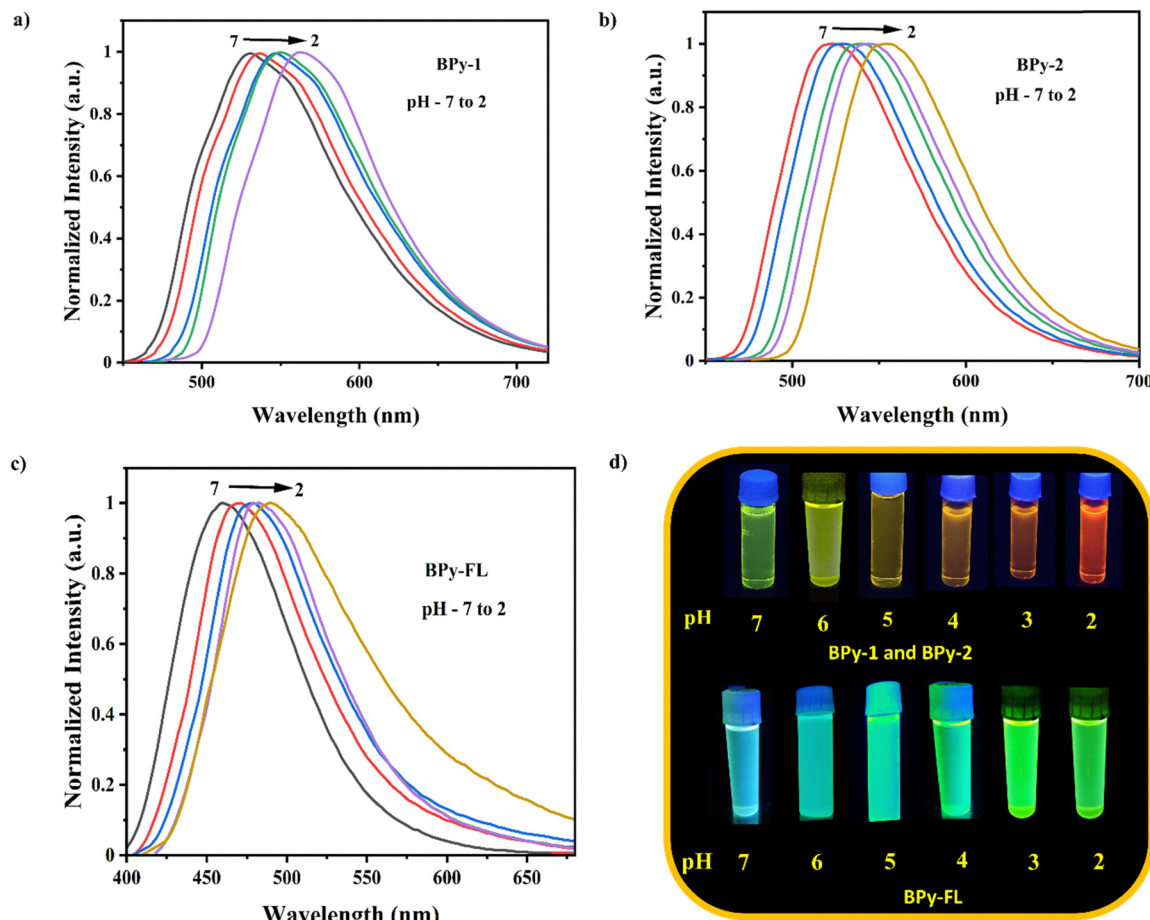 a)
7 2
BPy-1
pH - 7 to 2
1
0.8
0.6
0.4
0.2
0
500 600 700
Normalized Intensity (a.u.)
Wavelength (nm)
b)
7 2
BPy-2
pH - 7 to 2
1
0.8
0.6
0.4
0.2
0
500 600 700
Normalized Intensity (a.u.)
Wavelength (nm)
c)
7 2
BPy-FL
pH - 7 to 2
1
0.8
0.6
0.4
0.2
0
400 450 500 550 600 650
Normalized Intensity (a.u.)
Wavelength (nm)
d)
pH 7 6 5 4 3 2
BPy-1 and BPy-2
pH 7 6 5 4 3 2
BPy-FL